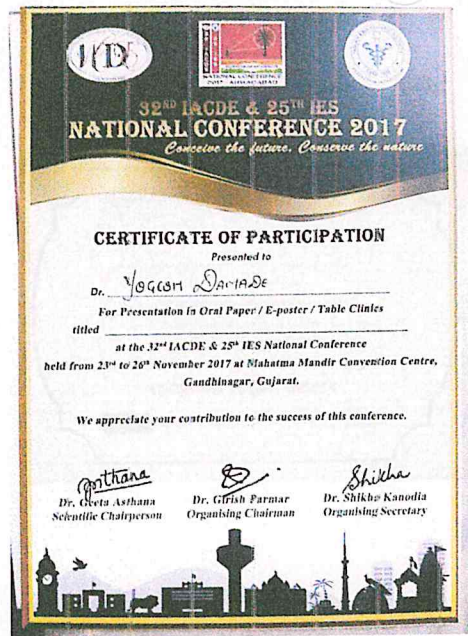 32ND IACDE & 25TH IES
NATIONAL CONFERENCE 2017
Conceive the future, Conserve the nature
CERTIFICATE OF PARTICIPATION
Presented to
Dr.
For Presentation in Oral Paper / E-poster / Table Clinics
titled
at the 32nd IACDE & 25th IES National Conference
held from 23rd to 26th November 2017 at Mahatma Mandir Convention Centre,
Gandhinagar, Gujarat.
We appreciate your contribution to the success of this conference.
Asthana Shikha
Dr. Geeta Asthana Dr. Girish Parmar Dr. Shikha Kanodia
Scientific Chairperson Organising Chairman Organising Secretary